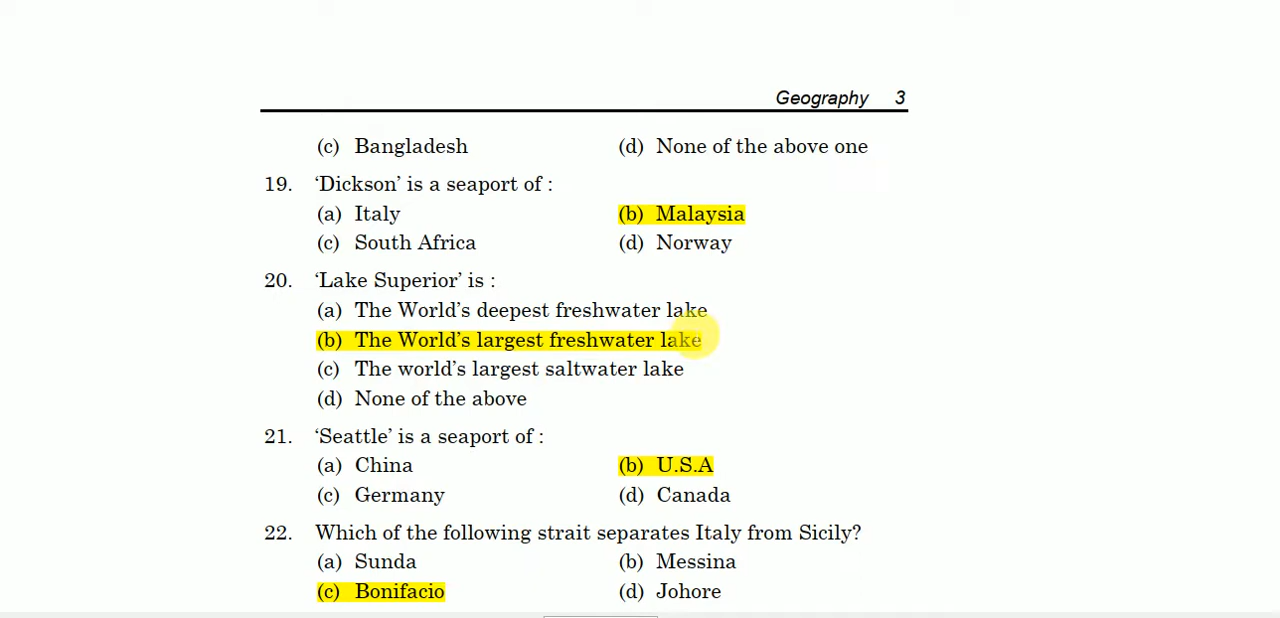 Geography 3
(c) Bangladesh (d) None of the above one
19. ‘Dickson’ is a seaport of :
(a) Italy (b) Malaysia
(c) South Africa (d) Norway
20. ‘Lake Superior’ is :
(a) The World’s deepest freshwater lake
(b) The World’s largest freshwater lake
(c) The world’s largest saltwater lake
(d) None of the above
21. ‘Seattle’ is a seaport of :
(a) China (b) U.S.A
(c) Germany (d) Canada
22. Which of the following strait separates Italy from Sicily?
(a) Sunda (b) Messina
(c) Bonifacio (d) Johore